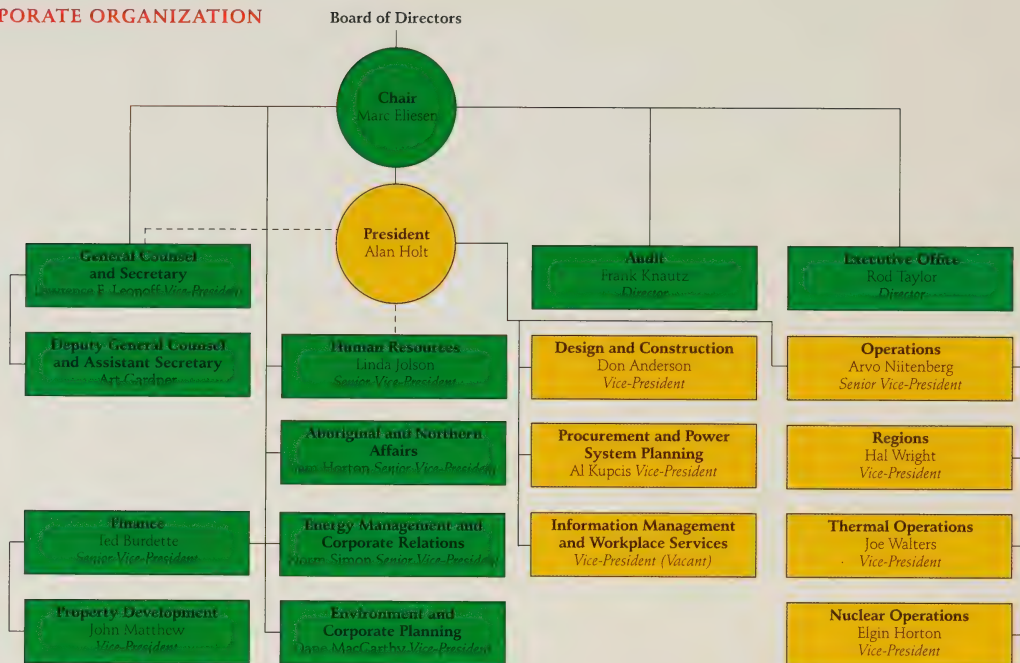 PORATE ORGANIZATION
Board of Directors
Chair
Marc Eliesen
President
Alan Holt
General Counsel
and Secretary
Lawrence E. Leonoff Vice-President
Audit
Frank Knautz
Director
Executive Office
Rod Taylor
Director
Deputy General Counsel
and Assistant Secretary
Art Gardner
Human Resources
Linda Jolson
Senior Vice-President
Design and Construction
Don Anderson
Vice-President
Operations
Arvo Niitenberg
Senior Vice-President
Aboriginal and Northern
Affairs
Horton Senior Vice-President
Procurement and Power
System Planning
Al Kupcis Vice-President
Regions
Hal Wright
Vice-President
Finance
Ted Burdette
Senior Vice-President
Energy Management and
Corporate Relations
Simon Senior Vice-President
Information Management
and Workplace Services
Vice-President (Vacant)
Thermal Operations
Joe Walters
Vice-President
Property Development
John Matthew
Vice-President
Environment and
Corporate Planning
MacCarthy Vice-President
Nuclear Operations
Elgin Horton
Vice-President